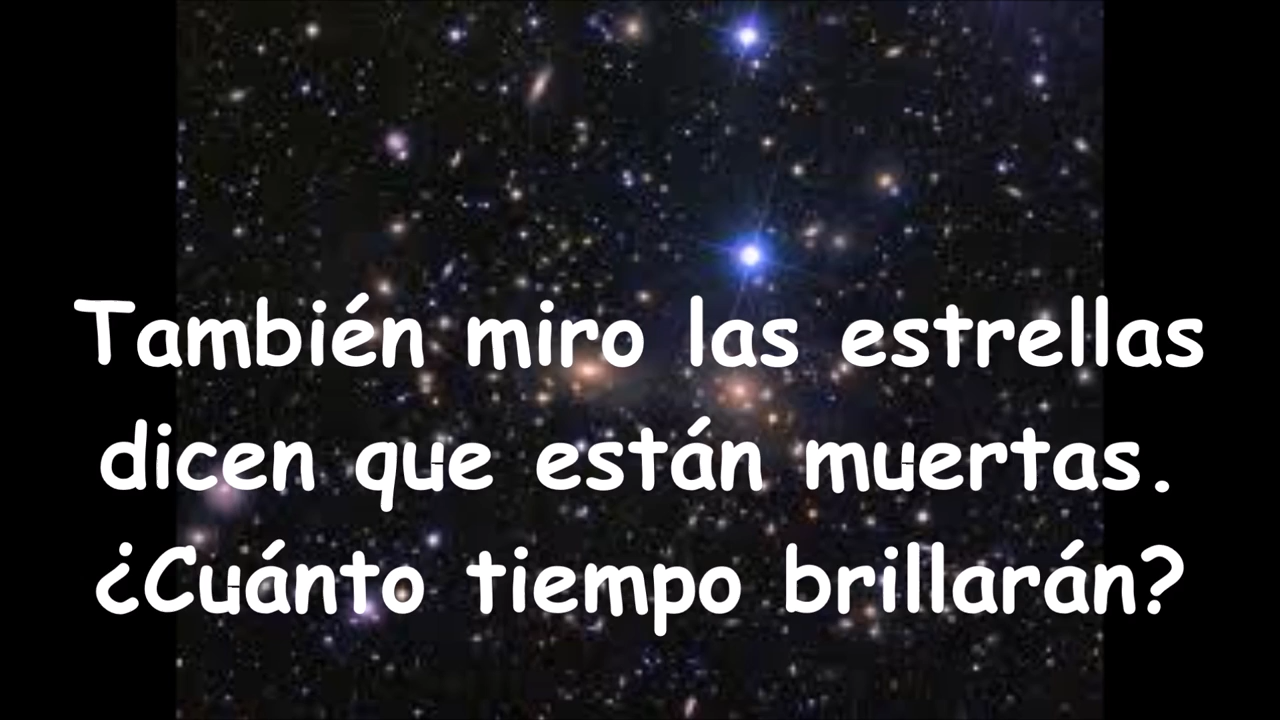 También miro las estrellas
dicen que están muertas.
¿Cuánto tiempo brillarán?